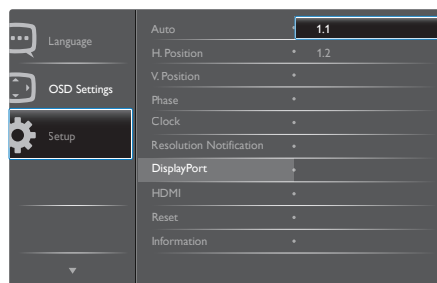 Language
OSD Settings
Setup
Auto
H. Position
V. Position
Phase
Clock
Resolution Notification
DisplayPort
HDMI
Reset
Information
1.1
1.2